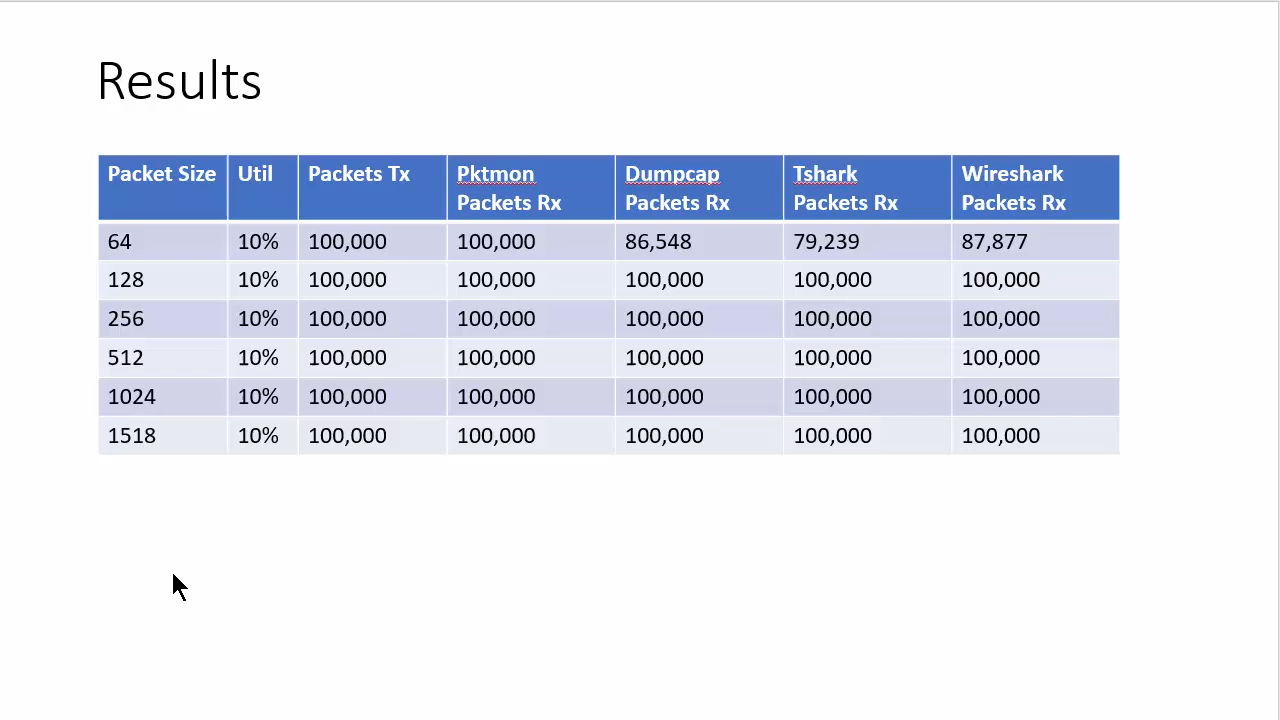 Results
Packet Size Util Packets Tx Pktmon Packets Rx Dumpcap Packets Rx Tshark Packets Rx Wireshark Packets Rx
64 10% 100,000 100,000 86,548 79,239 87,877
128 10% 100,000 100,000 100,000 100,000 100,000
256 10% 100,000 100,000 100,000 100,000 100,000
512 10% 100,000 100,000 100,000 100,000 100,000
1024 10% 100,000 100,000 100,000 100,000 100,000
1518 10% 100,000 100,000 100,000 100,000 100,000